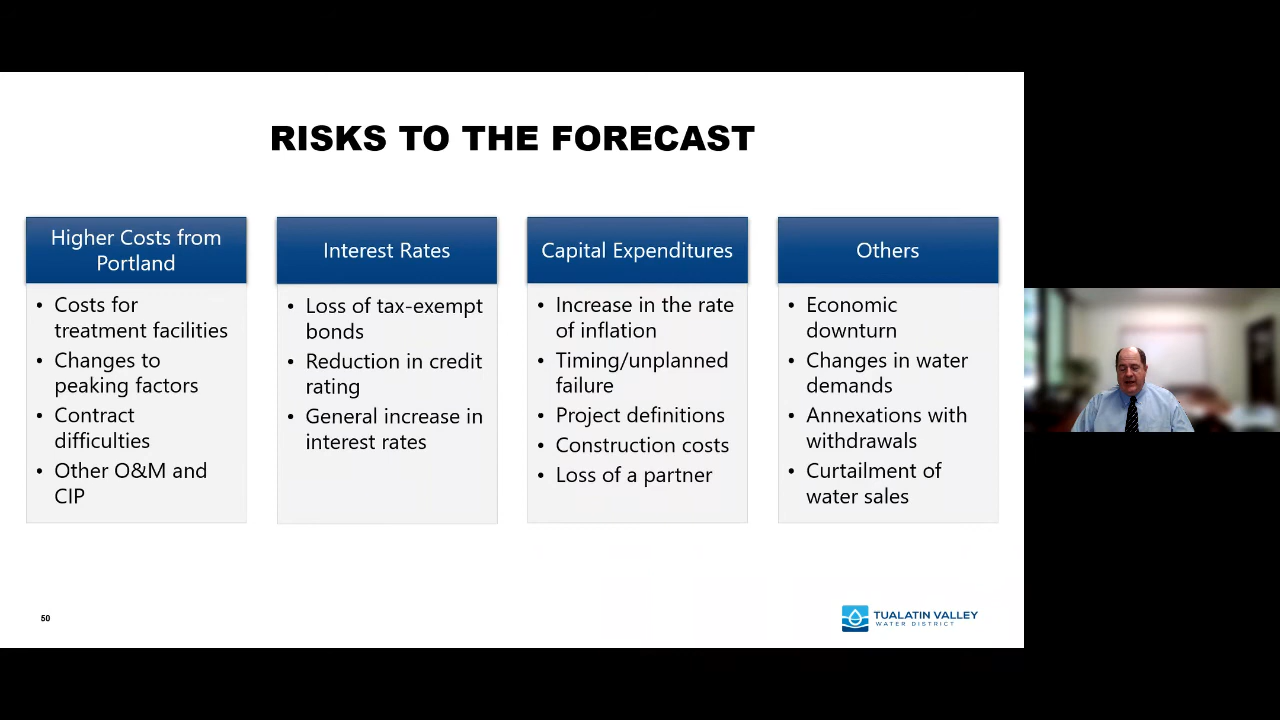 RISKS TO THE FORECAST
Higher Costs from
Portland
• Costs for
treatment facilities
• Changes to
peaking factors
• Contract
difficulties
• Other O&M and
CIP
Interest Rates
• Loss of tax-exempt
bonds
• Reduction in credit
rating
• General increase in
interest rates
Capital Expenditures
• Increase in the rate
of inflation
• Timing/unplanned
failure
• Project definitions
• Construction costs
• Loss of a partner
Others
• Economic
downturn
• Changes in water
demands
• Annexations with
withdrawals
• Curtailment of
water sales
50
TUALATIN VALLEY
WATER DISTRICT